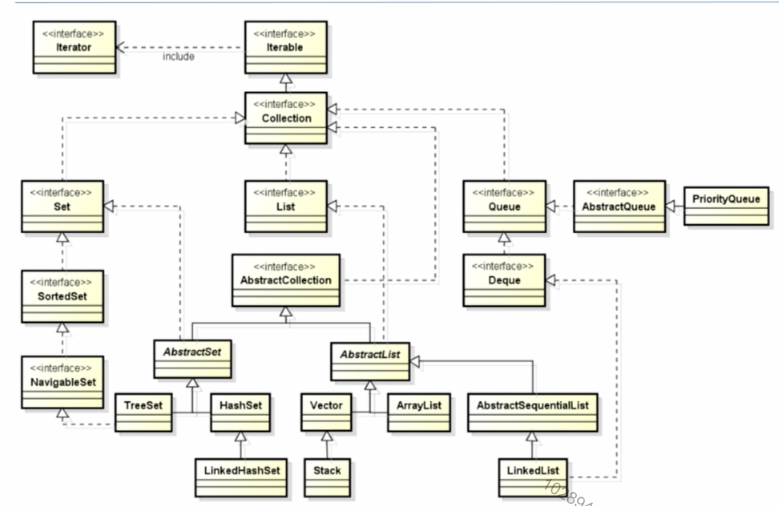 <<interface>>
Iterator
include
<<interface>>
Iterable
<<interface>>
Collection
<<interface>>
Set
<<interface>>
List
<<interface>>
Queue
<<interface>>
AbstractQueue
PriorityQueue
<<interface>>
SortedSet
<<interface>>
AbstractCollection
<<interface>>
Deque
<<interface>>
NavigableSet
AbstractSet
AbstractList
TreeSet
HashSet
Vector
ArrayList
AbstractSequentialList
LinkedHashSet
Stack
LinkedList